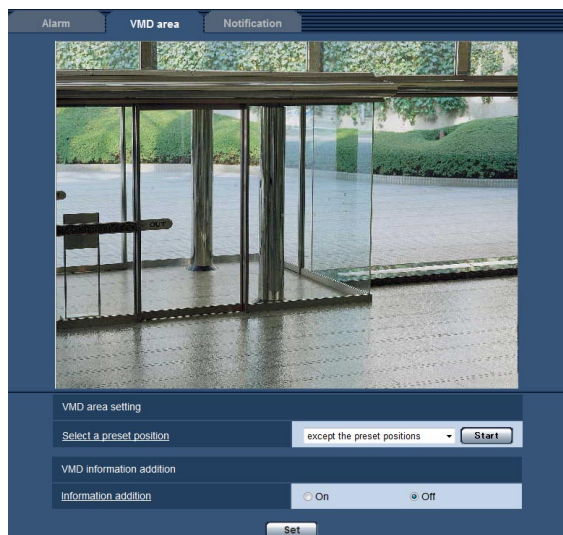 Alarm VMD area Notification
OUT
VMD area setting
Select a preset position except the preset positions Start
VMD information addition
Information addition On Off
Set